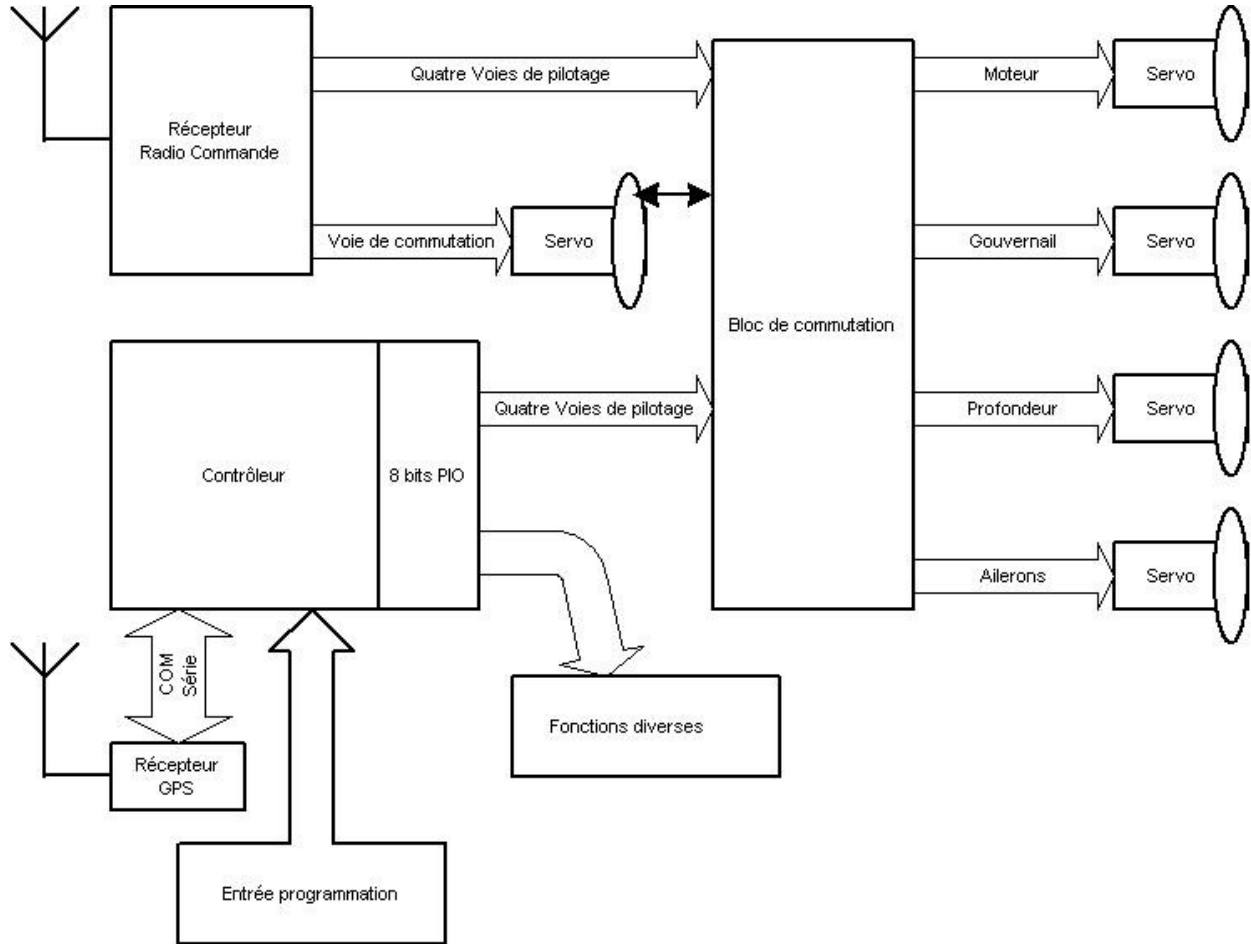 Quatre Voies de pilotage
Moteur
Servo
Récepteur
Radio Commande
Voie de commutation
Servo
Gouvernail
Servo
Bloc de commutation
Quatre Voies de pilotage
Profondeur
Servo
Contrôleur
8 bits PIO
Ailerons
Servo
COM
Série
Fonctions diverses
Récepteur
GPS
Entrée programmation